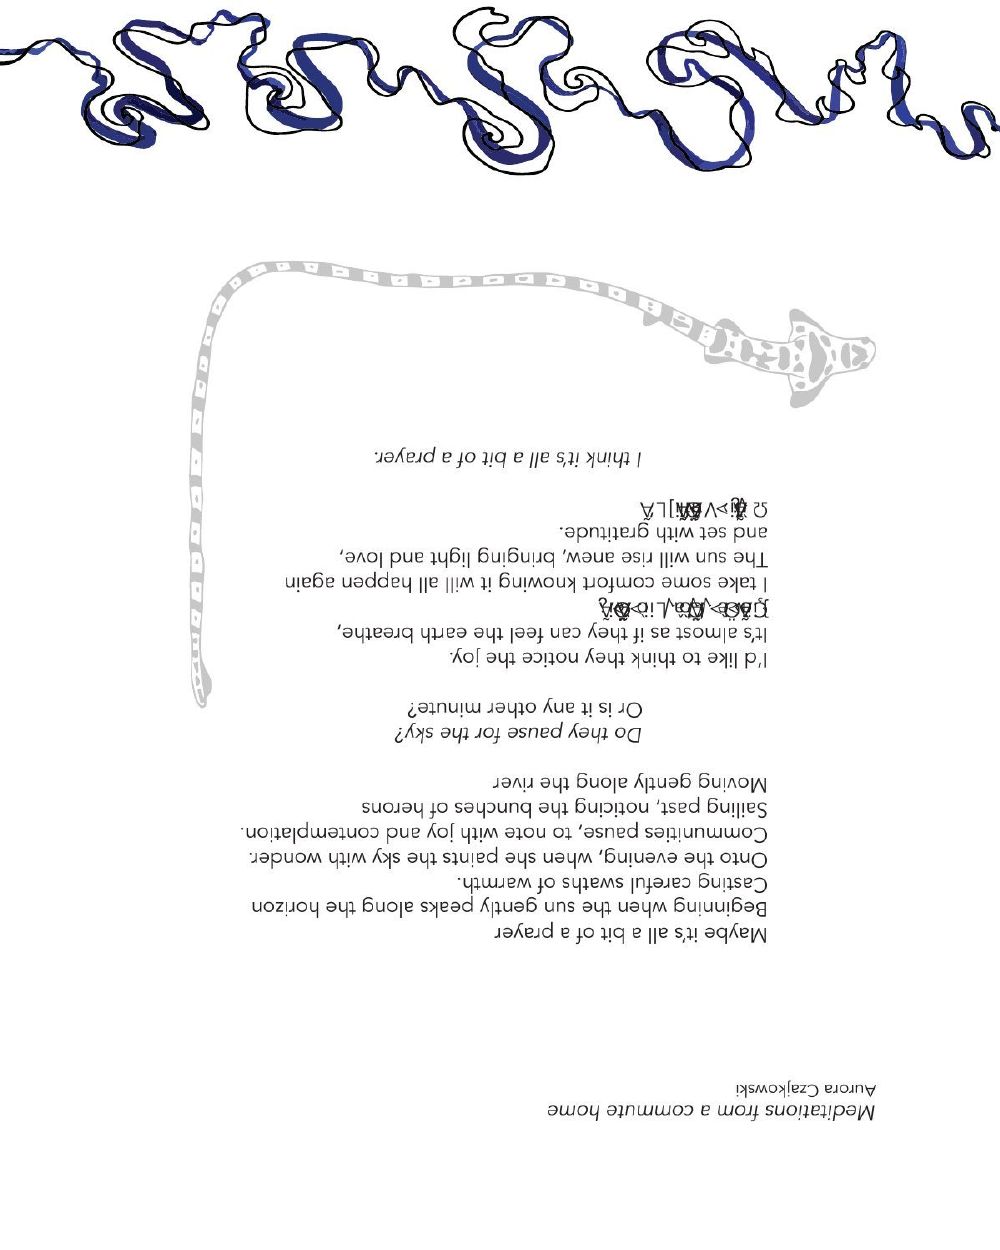 Meditations from a commute home
Aurora Czajkowski
Maybe it's all a bit of a prayer
Beginning when the sun gently peaks along the horizon
Casting careful swaths of warmth.
Onto the evening, when she paints the sky with wonder.
Communities pause, to note with joy and contemplation.
Sailing past, noticing the bunches of herons
Moving gently along the river
Do they pause for the sky?
Or is it any other minute?
I'd like to think they notice the joy.
It's almost as if they can feel the earth breathe,
I take some comfort knowing it will all happen again
The sun will rise anew, bringing light and love,
and set with gratitude.
I think it's all a bit of a prayer.